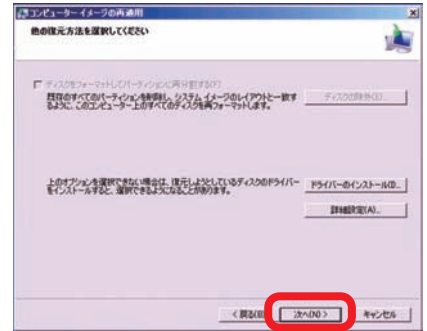 コンピューター イメージの再適用
他の復元方法を選択してください
ディスクをフォーマットしてパーティションに再分割する(F)
既存のすべてのパーティションを削除し、システム イメージのレイアウトと一致す
るように、このコンピューター上のすべてのディスクを再フォーマットします。
ディスクの除外(X)...
上のオプションを選択できない場合は、復元しようとしているディスクのドライバー
をインストールすると、選択できるようになることがあります。
ドライバーのインストール(I)...
詳細設定(A)...
< 戻る(B)
次へ(N) >
キャンセル